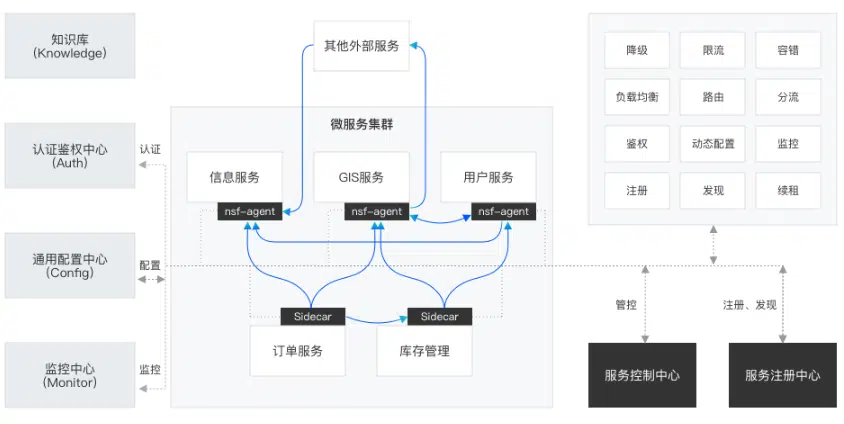 知识库
(Knowledge)
其他外部服务
降级
限流
容错
负载均衡
路由
分流
鉴权
动态配置
监控
注册
发现
续租
微服务集群
认证鉴权中心
(Auth)
认证
信息服务
GIS服务
用户服务
nsf-agent
nsf-agent
nsf-agent
通用配置中心
(Config)
配置
Sidecar
Sidecar
订单服务
库存管理
管控
注册、发现
监控中心
(Monitor)
监控
服务控制中心
服务注册中心